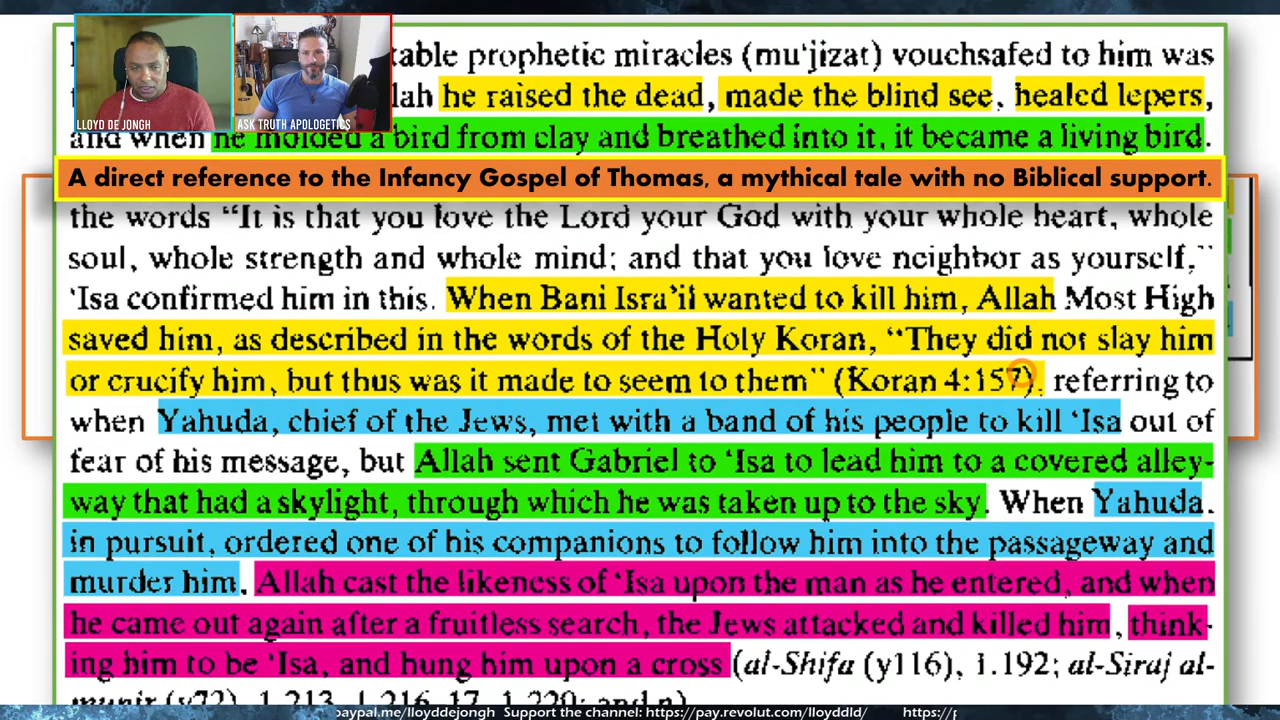 LLOYD DE JONGH
ASK TRUTH APOLOGETICS
kable prophetic miracles (mu‘jizat) vouchsafed to him was
lah he raised the dead, made the blind see, healed lepers,
and when he molded a bird from clay and breathed into it, it became a living bird.
A direct reference to the Infancy Gospel of Thomas, a mythical tale with no Biblical support.
the words “It is that you love the Lord your God with your whole heart, whole
soul, whole strength and whole mind; and that you love neighbor as yourself,”
‘Isa confirmed him in this. When Bani Isra’il wanted to kill him, Allah Most High
saved him, as described in the words of the Holy Koran, “They did not slay him
or crucify him, but thus was it made to seem to them” (Koran 4:157), referring to
when Yahuda, chief of the Jews, met with a band of his people to kill ‘Isa out of
fear of his message, but Allah sent Gabriel to ‘Isa to lead him to a covered alley-
way that had a skylight, through which he was taken up to the sky. When Yahuda,
in pursuit, ordered one of his companions to follow him into the passageway and
murder him, Allah cast the likeness of ‘Isa upon the man as he entered, and when
he came out again after a fruitless search, the Jews attacked and killed him, think-
ing him to be ‘Isa, and hung him upon a cross (al-Shifa (y116), 1.192; al-Siraj al-
munir (y72), 1.213, 1.216-17, 1.220; and n)
paypal.me/lloyddejongh Support the channel: https://pay.revolut.com/lloyddld/ https://p